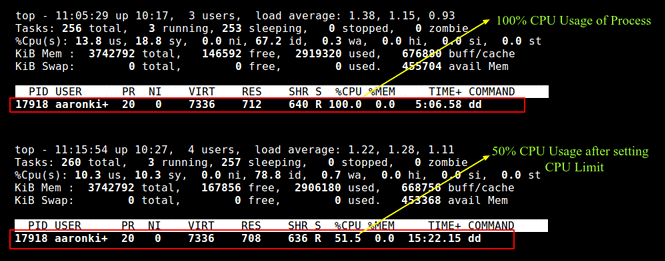 top - 11:05:29 up 10:17, 3 users, load average: 1.38, 1.15, 0.93
100% CPU Usage of Process
Tasks: 256 total, 3 running, 253 sleeping, 0 stopped, 0 zombie
%Cpu(s): 13.8 us, 18.8 sy, 0.0 ni, 67.2 id, 0.3 wa, 0.0 hi, 0.0 si, 0.0 st
KiB Mem : 3742792 total, 146592 free, 2919320 used, 676880 buff/cache
KiB Swap: 0 total, 0 free, 0 used. 455704 avail Mem
PID USER PR NI VIRT RES SHR S %CPU %MEM TIME+ COMMAND
17918 aaronki+ 20 0 7336 712 640 R 100.0 0.0 5:06.58 dd
top - 11:15:54 up 10:27, 4 users, load average: 1.22, 1.28, 1.11
50% CPU Usage after setting
CPU Limit
Tasks: 260 total, 3 running, 257 sleeping, 0 stopped, 0 zombie
%Cpu(s): 10.3 us, 10.3 sy, 0.0 ni, 78.8 id, 0.7 wa, 0.0 hi, 0.0 si, 0.0 st
KiB Mem : 3742792 total, 167856 free, 2906180 used, 668756 buff/cache
KiB Swap: 0 total, 0 free, 0 used. 453368 avail Mem
PID USER PR NI VIRT RES SHR S %CPU %MEM TIME+ COMMAND
17918 aaronki+ 20 0 7336 708 636 R 51.5 0.0 15:22.15 dd